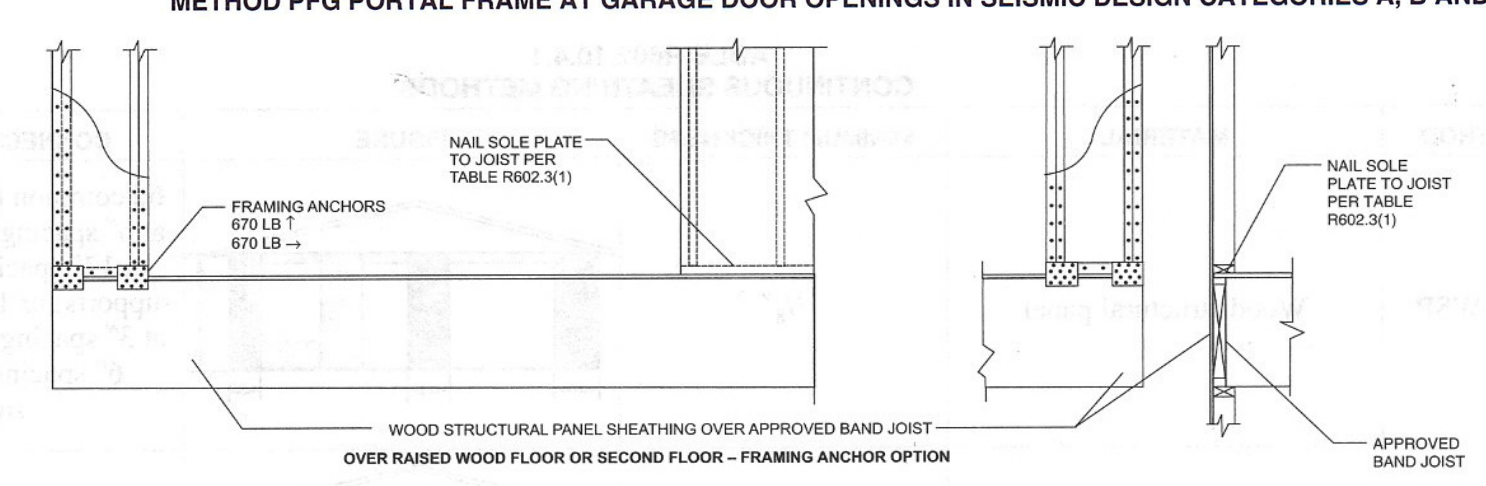 METHOD PFG PORTAL FRAME AT GARAGE DOOR OPENINGS IN SEISMIC DESIGN CATEGORIES A, B AND
NAIL SOLE PLATE
TO JOIST PER
TABLE R602.3(1)
FRAMING ANCHORS
670 LB ↑
670 LB →
NAIL SOLE
PLATE TO JOIST
PER TABLE
R602.3(1)
WOOD STRUCTURAL PANEL SHEATHING OVER APPROVED BAND JOIST
OVER RAISED WOOD FLOOR OR SECOND FLOOR – FRAMING ANCHOR OPTION
APPROVED
BAND JOIST